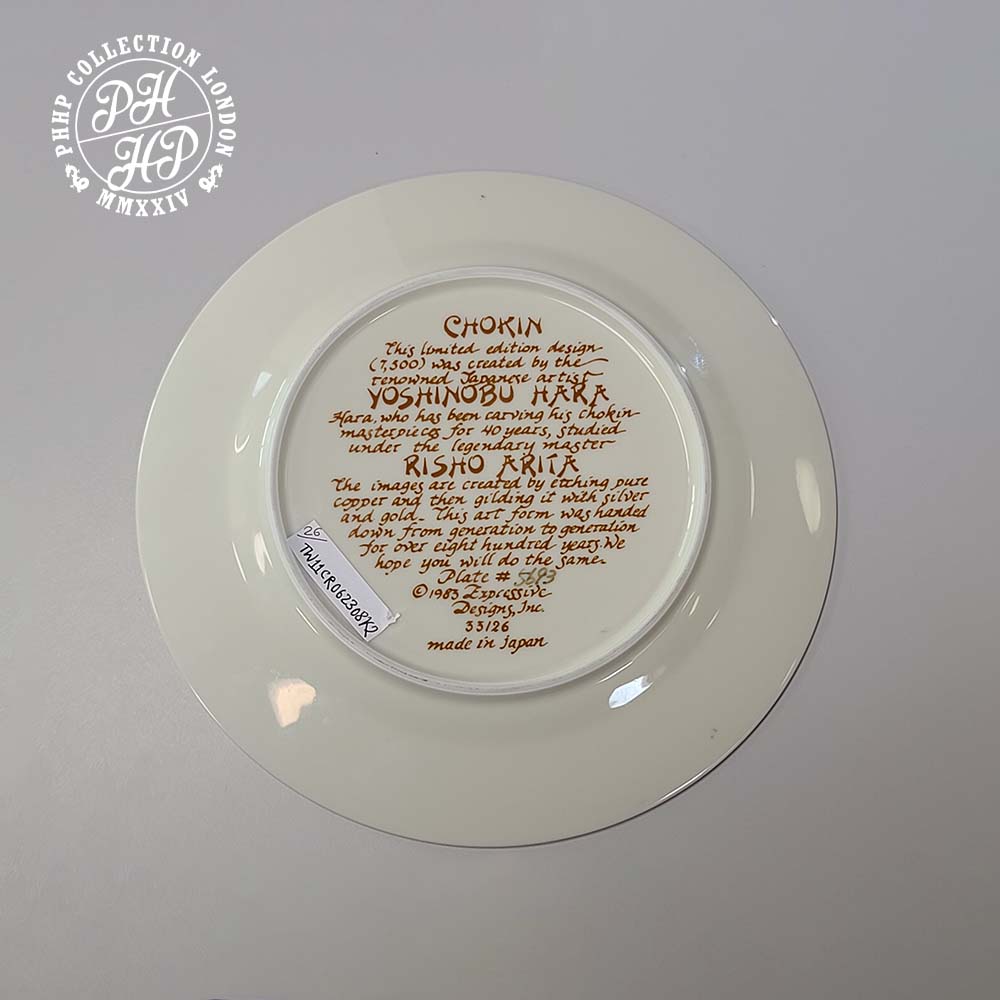 PHHP COLLECTION LONDON
PH
HP
MMXXIV
CHOKIN
This limited edition design
(7,500) was created by the
renowned Japanese artist
YOSHINOBU HARA
Hara, who has been carving his chokin
masterpieces for 40 years, studied
under the legendary master
RISHO ARITA
The images are created by etching pure
copper and then gilding it with silver
and gold. This art form was handed
down from generation to generation
for over eight hundred years. We
hope you will do the same.
Plate # 5693
©1983 Expressive
Designs, Inc.
33126
made in japan
26/
TW11CR062308K2